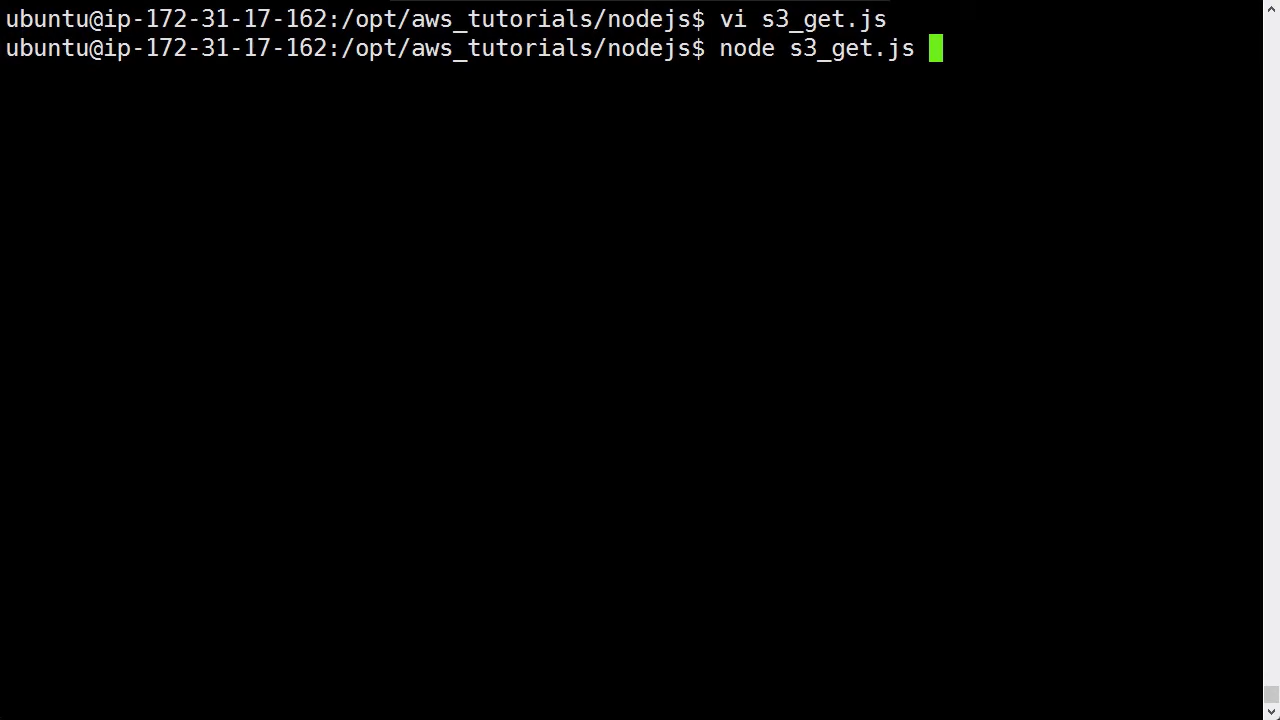 ubuntu@ip-172-31-17-162:/opt/aws_tutorials/nodejs$ vi s3_get.js
ubuntu@ip-172-31-17-162:/opt/aws_tutorials/nodejs$ node s3_get.js